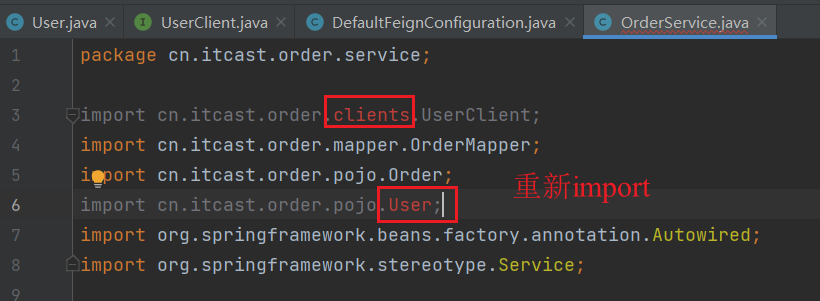 User.java × I UserClient.java × C DefaultFeignConfiguration.java × C OrderService.java ×
1 package cn.itcast.order.service;
2
3 import cn.itcast.order.clients.UserClient;
4 import cn.itcast.order.mapper.OrderMapper;
5 import cn.itcast.order.pojo.Order;
重新import
6 import cn.itcast.order.pojo.User;
7 import org.springframework.beans.factory.annotation.Autowired;
8 import org.springframework.stereotype.Service;
9